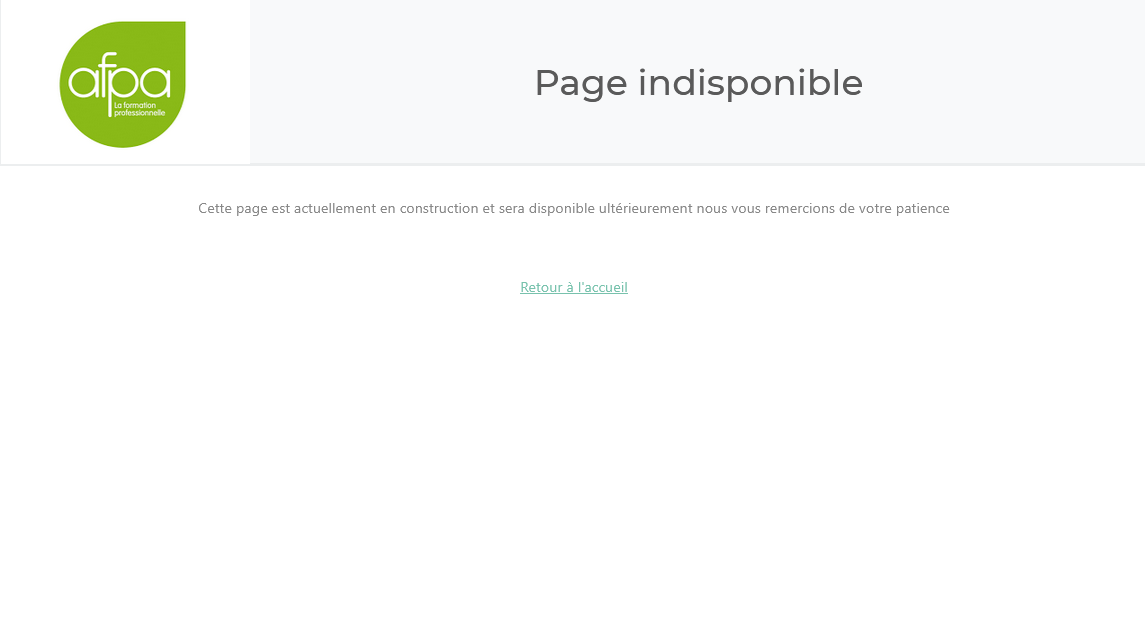 afpa
La formation
professionnelle
Page indisponible
Cette page est actuellement en construction et sera disponible ultérieurement nous vous remercions de votre patience
Retour à l'accueil